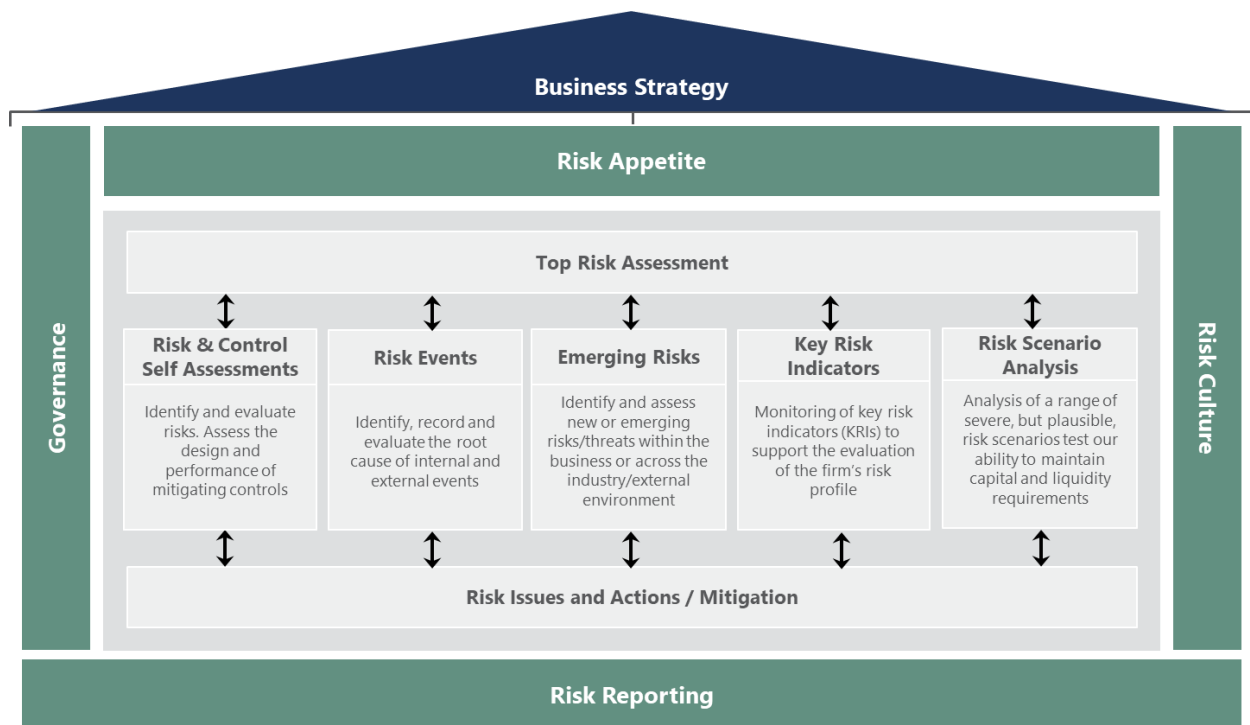 Business Strategy
Risk Appetite
Governance
Risk Culture
Top Risk Assessment
Risk & Control
Self Assessments
Identify and evaluate
risks. Assess the
design and
performance of
mitigating controls
Risk Events
Identify, record and
evaluate the root
cause of internal and
external events
Emerging Risks
Identify and assess
new or emerging
risks/threats within the
business or across the
industry/external
environment
Key Risk
Indicators
Monitoring of key risk
indicators (KRIs) to
support the evaluation
of the firm's risk
profile
Risk Scenario
Analysis
Analysis of a range of
severe, but plausible,
risk scenarios test our
ability to maintain
capital and liquidity
requirements
Risk Issues and Actions / Mitigation
Risk Reporting